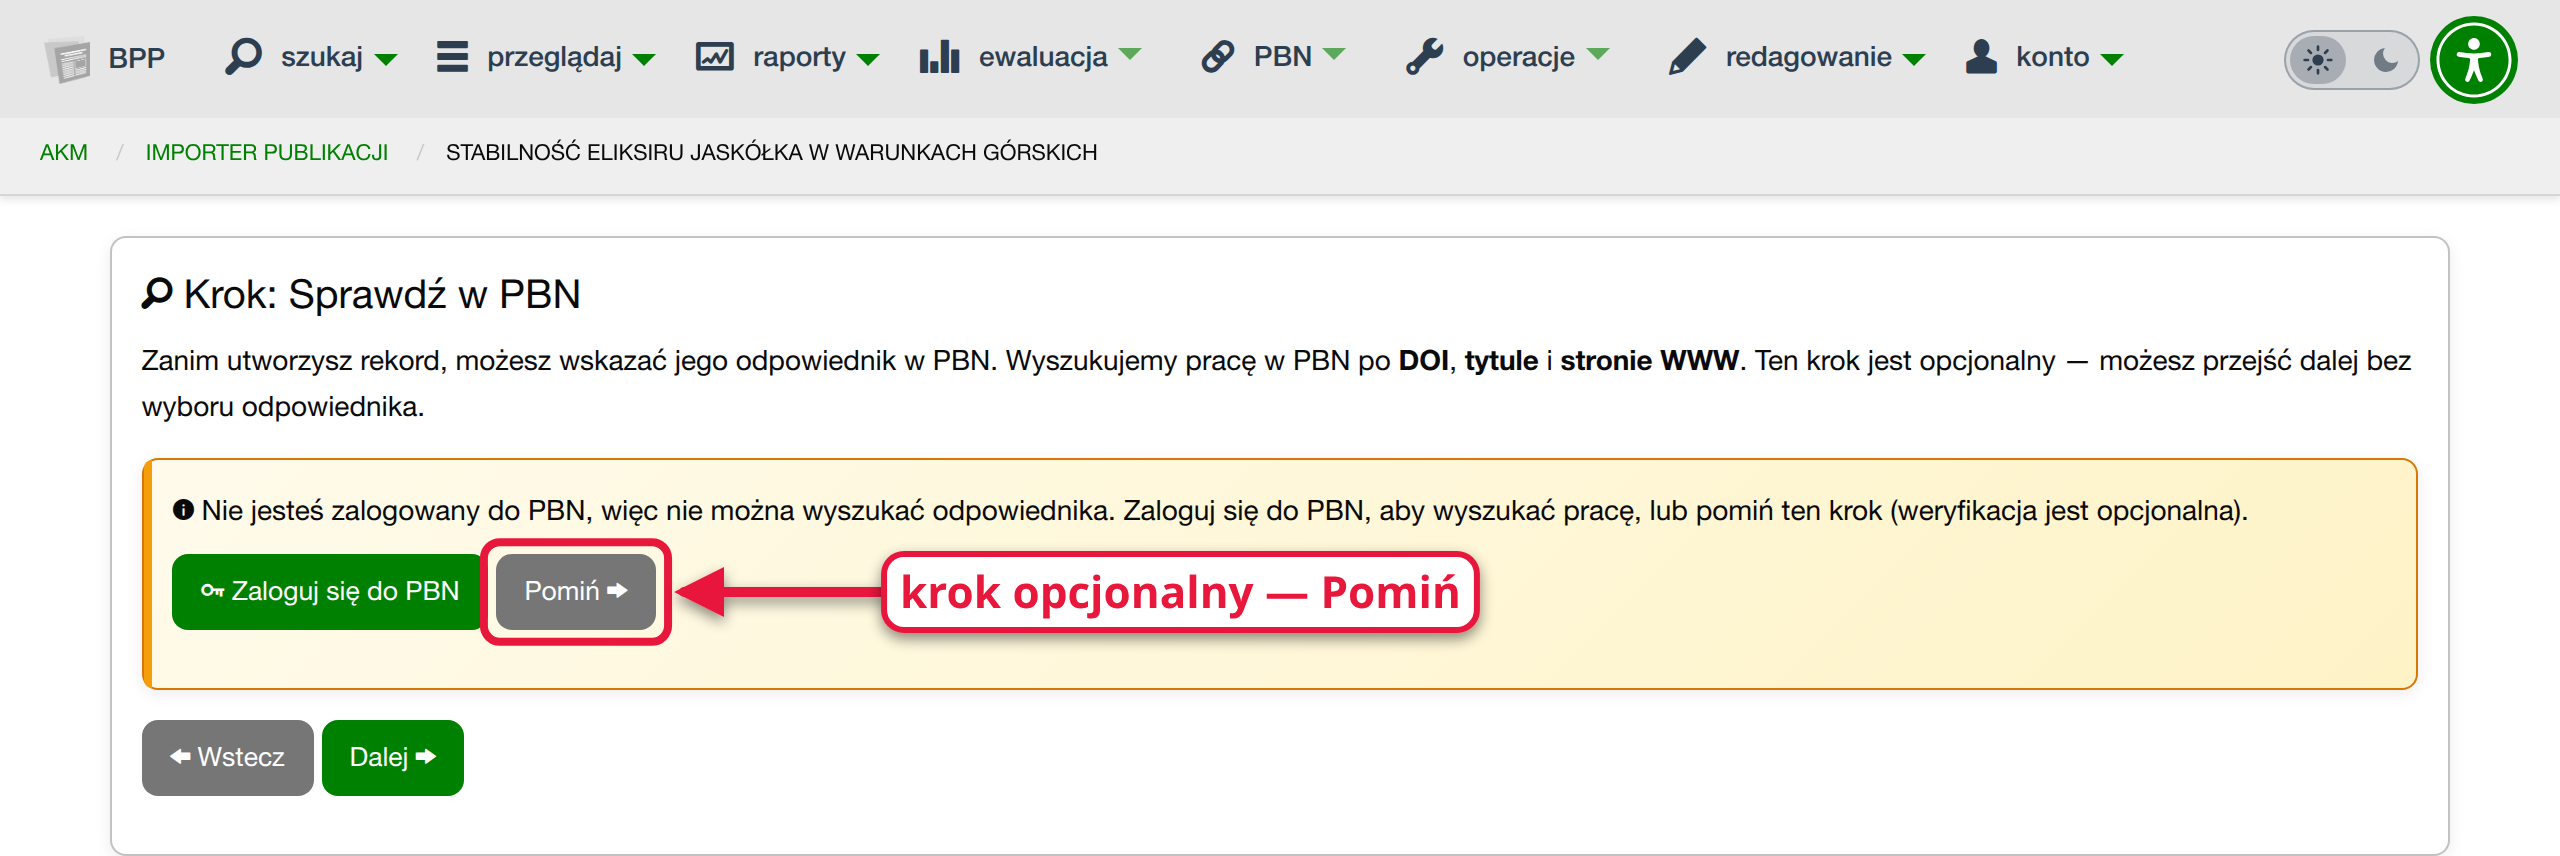 BPP szukaj przeglądaj raporty ewaluacja PBN operacje redagowanie konto
AKM / IMPORTER PUBLIKACJI / STABILNOŚĆ ELIKSIRU JASKÓŁKA W WARUNKACH GÓRSKICH
Krok: Sprawdź w PBN
Zanim utworzysz rekord, możesz wskazać jego odpowiednik w PBN. Wyszukujemy pracę w PBN po DOI, tytule i stronie WWW. Ten krok jest opcjonalny — możesz przejść dalej bez
wyboru odpowiednika.
Nie jesteś zalogowany do PBN, więc nie można wyszukać odpowiednika. Zaloguj się do PBN, aby wyszukać pracę, lub pomiń ten krok (weryfikacja jest opcjonalna).
Zaloguj się do PBN Pomiń krok opcjonalny — Pomiń
Wstecz Dalej